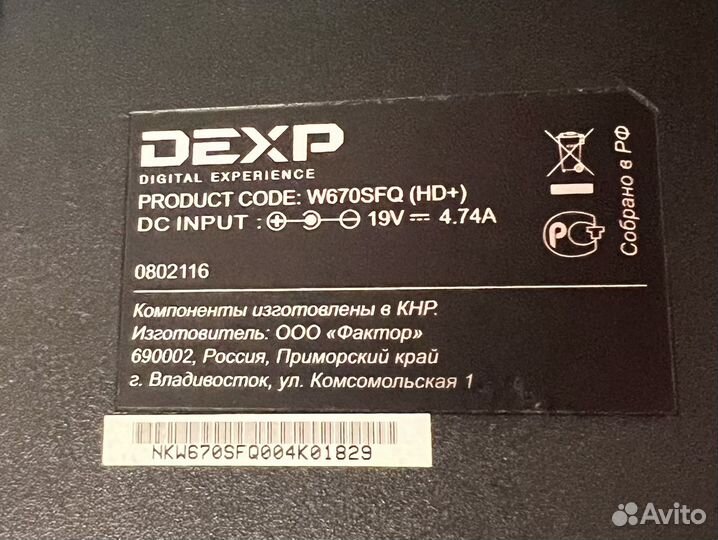 DEXP
DIGITAL EXPERIENCE
PRODUCT CODE: W670SFQ (HD+)
DC INPUT : 19V 4.74A
0802116
Компоненты изготовлены в КНР.
Изготовитель: ООО «Фактор»
690002, Россия, Приморский край
г. Владивосток, ул. Комсомольская 1
Собрано в РФ
NKW670SFQ004K01829
Avito